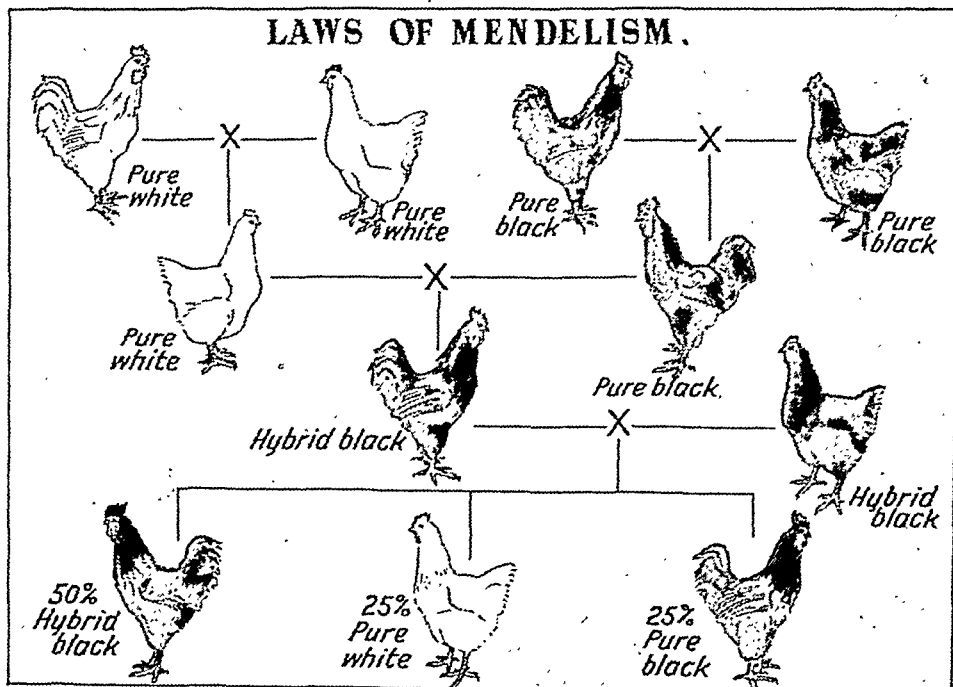 LAWS OF MENDELISM.
X
X
Pure
white
Pure
white
Pure
black
Pure
black
X
Pure
white
Pure black.
Hybrid black
X
Hybrid
black
50%
Hybrid
black
25%
Pure
white
25%
Pure
black